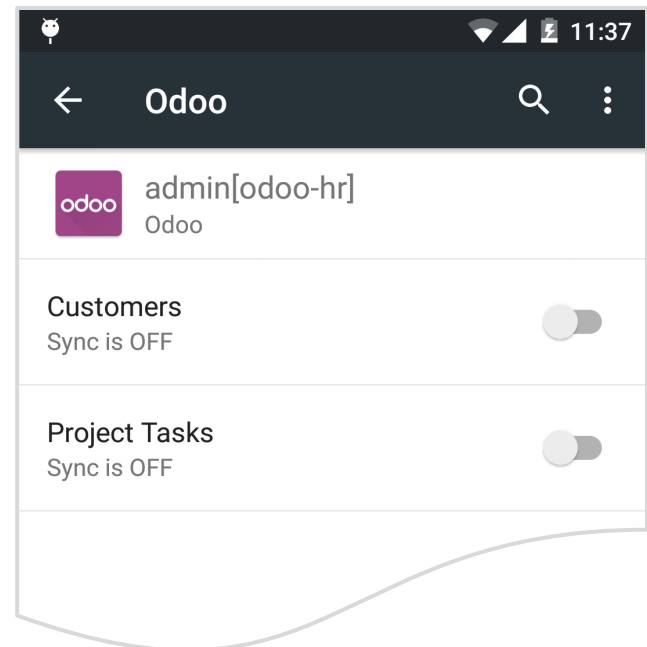 11:37
Odoo
odoo
admin[odoo-hr]
Odoo
Customers
Sync is OFF
Project Tasks
Sync is OFF